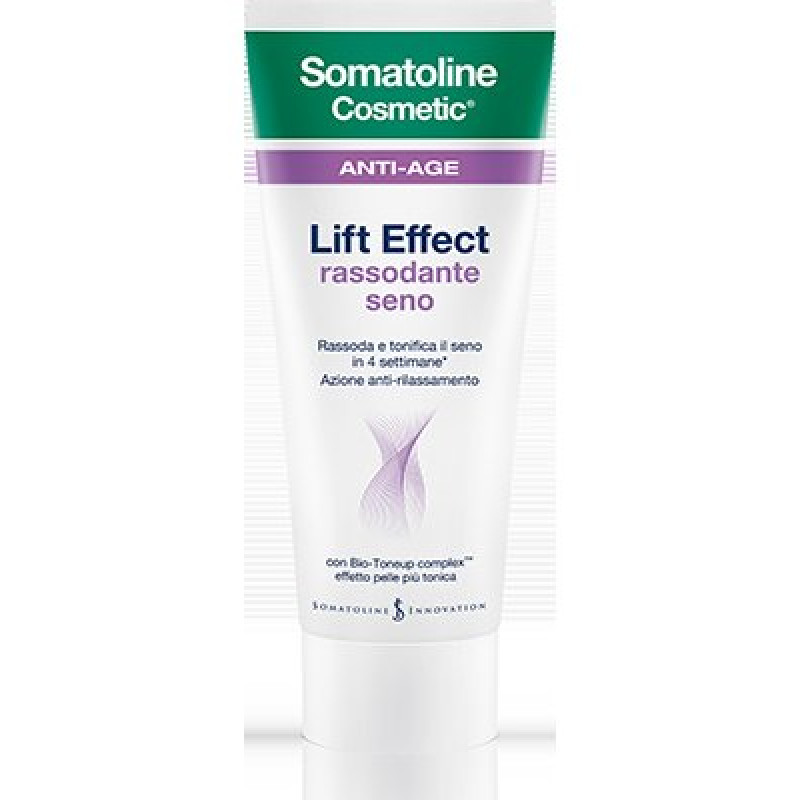 Somatoline
Cosmetic®
ANTI-AGE
Lift Effect
rassodante
seno
Rassoda e tonifica il seno
in 4 settimane*
Azione anti-rilassamento
con Bio-Toneup complex™
effetto pelle più tonica
SOMATOLINE S INNOVATION